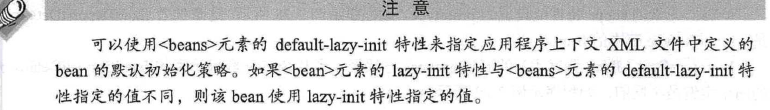 注 意
可以使用<beans>元素的 default-lazy-init 特性来指定应用程序上下文 XML 文件中定义的
bean 的默认初始化策略。如果<bean>元素的 lazy-init 特性与<beans>元素的 default-lazy-init 特
性指定的值不同，则该 bean 使用 lazy-init 特性指定的值。